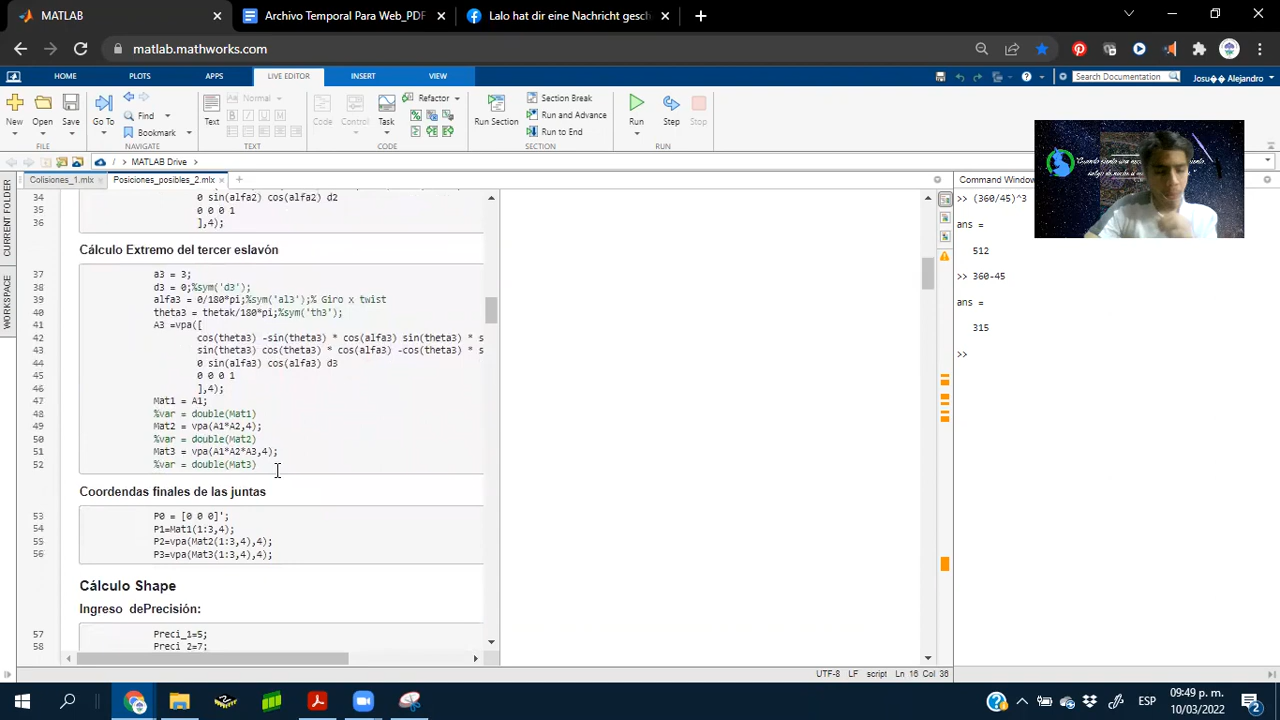 MATLAB
Archivo Temporal Para Web_PDF
Lalo hat dir eine Nachricht gesch
matlab.mathworks.com
HOME PLOTS APPS LIVE EDITOR INSERT VIEW
Search Documentation
Josu�� Alejandro
New Open Save Go To Find Bookmark Text Normal B I U M Code Control Task Refactor Run Section Section Break Run and Advance Run to End Run Step Stop
FILE NAVIGATE TEXT CODE SECTION RUN
/ MATLAB Drive
CURRENT FOLDER
WORKSPACE
Colisiones_1.mlx Posiciones_posibles_2.mlx
34 0 sin(alfa2) cos(alfa2) d2
35 0 0 0 1
36 ],4);
Cálculo Extremo del tercer eslavón
37 a3 = 3;
38 d3 = 0;%sym('d3');
39 alfa3 = 0/180*pi;%sym('al3');% Giro x twist
40 theta3 = thetak/180*pi;%sym('th3');
41 A3 =vpa([
42 cos(theta3) -sin(theta3) * cos(alfa3) sin(theta3) * s
43 sin(theta3) cos(theta3) * cos(alfa3) -cos(theta3) * s
44 0 sin(alfa3) cos(alfa3) d3
45 0 0 0 1
46 ],4);
47 Mat1 = A1;
48 %var = double(Mat1)
49 Mat2 = vpa(A1*A2,4);
50 %var = double(Mat2)
51 Mat3 = vpa(A1*A2*A3,4);
52 %var = double(Mat3)
Coordendas finales de las juntas
53 P0 = [0 0 0]';
54 P1=Mat1(1:3,4);
55 P2=vpa(Mat2(1:3,4),4);
56 P3=vpa(Mat3(1:3,4),4);
Cálculo Shape
Ingreso dePrecisión:
57 Preci_1=5;
58 Preci_2=7;
Command Window
>> (360/45)^3
ans =
512
>> 360-45
ans =
315
>>
UTF-8 LF script Ln 16 Col 36
ESP
09:49 p. m.
10/03/2022
2